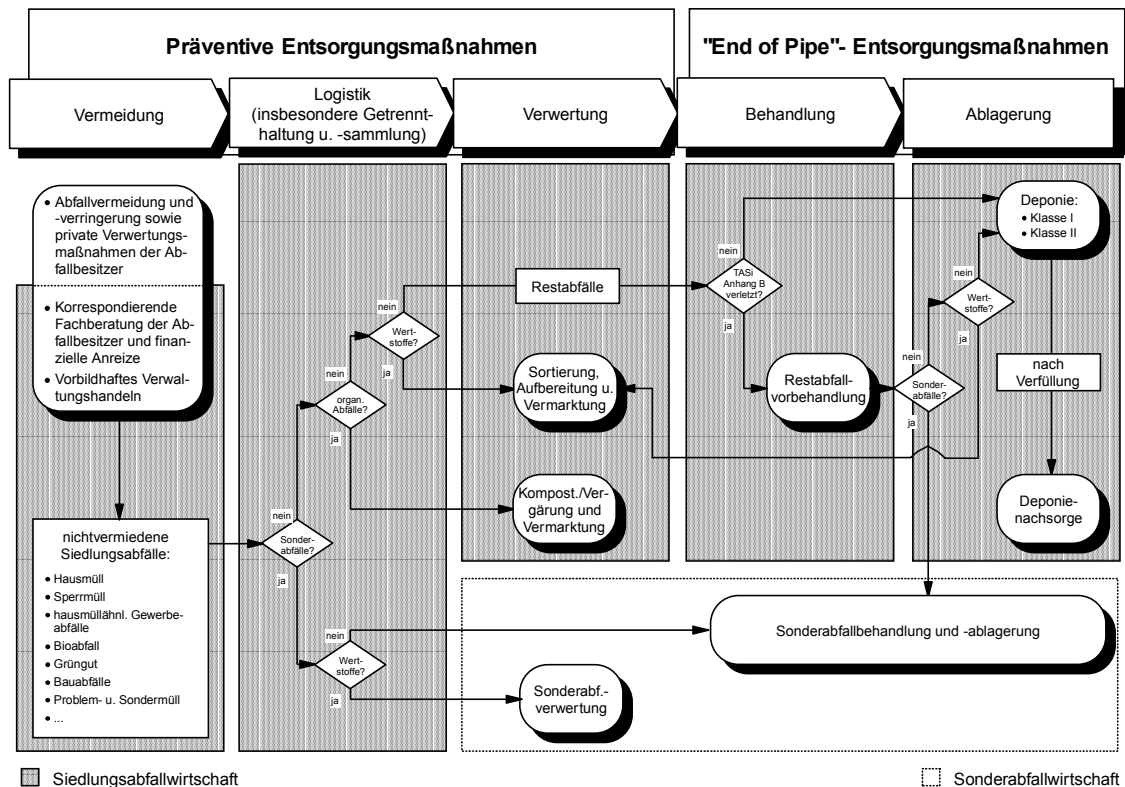 Präventive Entsorgungsmaßnahmen
"End of Pipe"- Entsorgungsmaßnahmen
Vermeidung
Logistik
(insbesondere Getrennt-
haltung u. -sammlung)
Verwertung
Behandlung
Ablagerung
• Abfallvermeidung und
-verringerung sowie
private Verwertungs-
maßnahmen der Ab-
fallbesitzer
• Korrespondierende
Fachberatung der Ab-
fallbesitzer und finan-
zielle Anreize
• Vorbildhaftes Verwal-
tungshandeln
nichtvermiedene
Siedlungsabfälle:
• Hausmüll
• Sperrmüll
• hausmüllähnl. Gewerbe-
abfälle
• Bioabfall
• Grüngut
• Bauabfälle
• Problem- u. Sondermüll
• ...
nein
Sonder-
abfälle?
ja
nein
organ.
Abfälle?
ja
nein
Wert-
stoffe?
ja
nein
Wert-
stoffe?
ja
Restabfälle
Sortierung,
Aufbereitung u.
Vermarktung
Kompost./Ver-
gärung und
Vermarktung
Sonderabf.-
verwertung
nein
TASi
Anhang B
verletzt?
ja
Restabfall-
vorbehandlung
nein
Sonder-
abfälle?
ja
nein
Wert-
stoffe?
ja
Deponie:
• Klasse I
• Klasse II
nach
Verfüllung
Deponie-
nachsorge
Sonderabfallbehandlung und -ablagerung
Siedlungsabfallwirtschaft
Sonderabfallwirtschaft